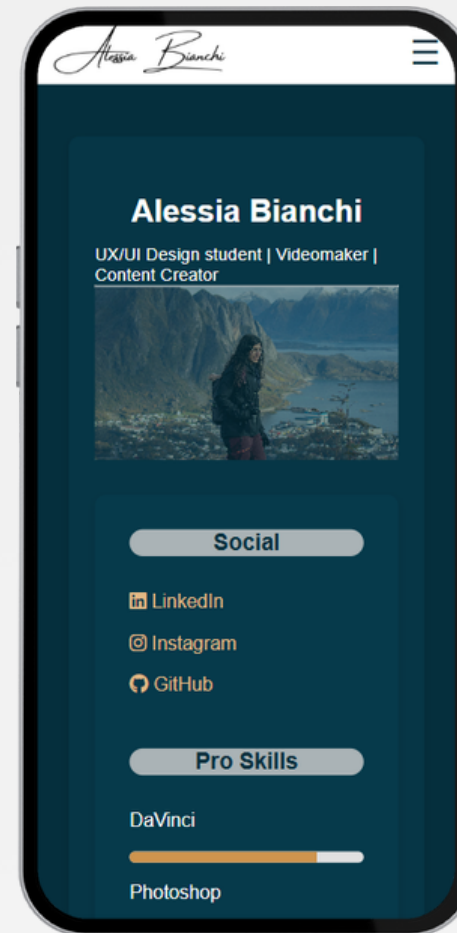 Alessia Bianchi
Alessia Bianchi
UX/UI Design student | Videomaker |
Content Creator
Social
LinkedIn
Instagram
GitHub
Pro Skills
DaVinci
Photoshop